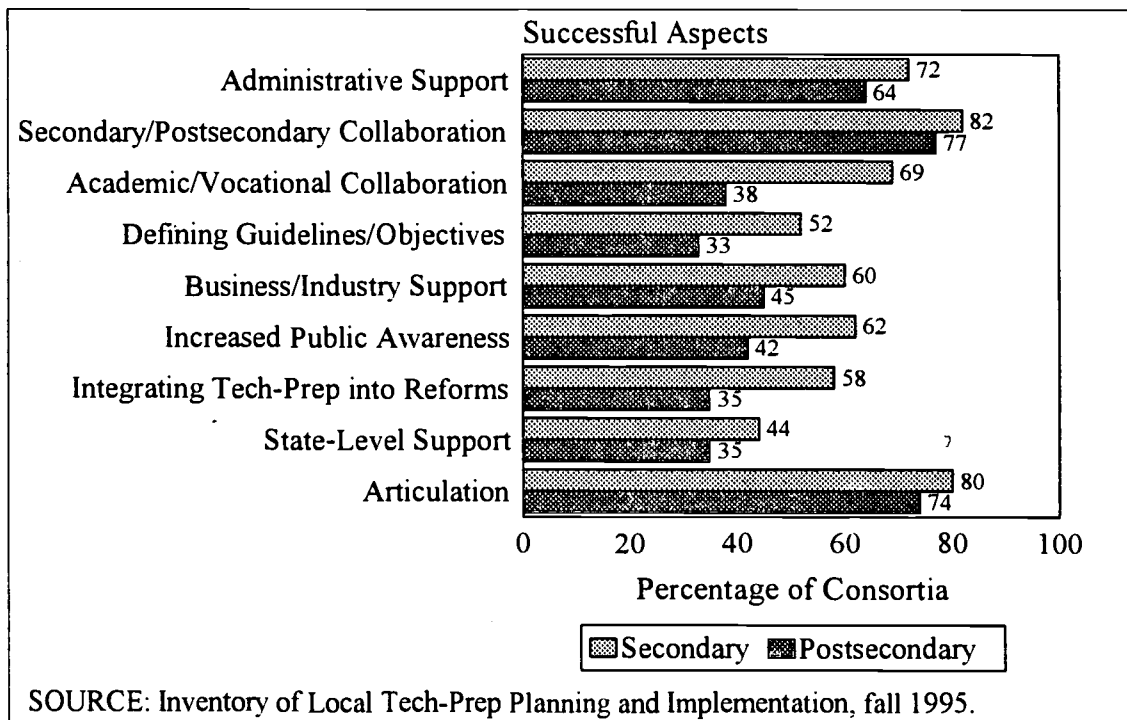 Successful Aspects
Administrative Support
72
64
Secondary/Postsecondary Collaboration
82
77
Academic/Vocational Collaboration
69
38
Defining Guidelines/Objectives
52
33
Business/Industry Support
60
45
Increased Public Awareness
62
42
Integrating Tech-Prep into Reforms
58
35
State-Level Support
44
35
Articulation
80
74
0 20 40 60 80 100
Percentage of Consortia
Secondary Postsecondary
SOURCE: Inventory of Local Tech-Prep Planning and Implementation, fall 1995.